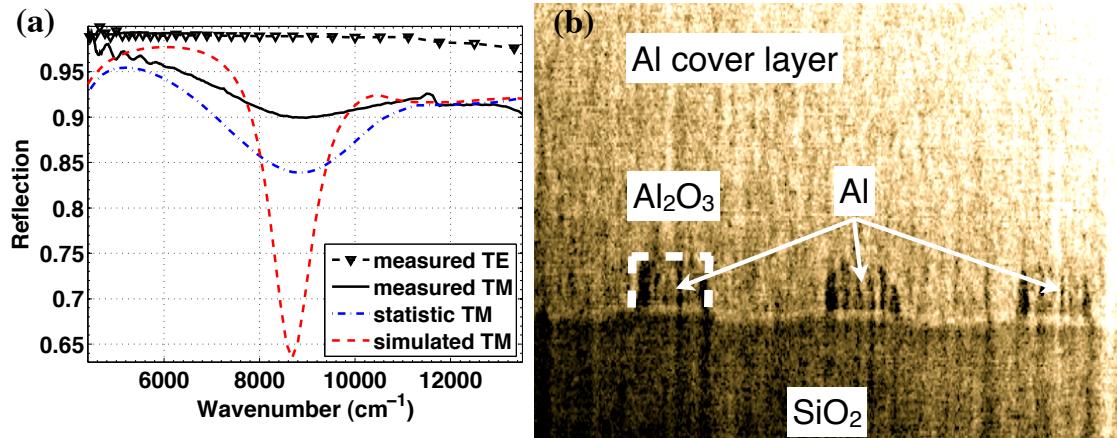 (a)
0.95
0.9
0.85
0.8
0.75
0.7
0.65
Reflection
6000 8000 10000 12000
Wavenumber (cm⁻¹)
measured TE
measured TM
statistic TM
simulated TM
(b)
Al cover layer
Al₂O₃
Al
SiO₂